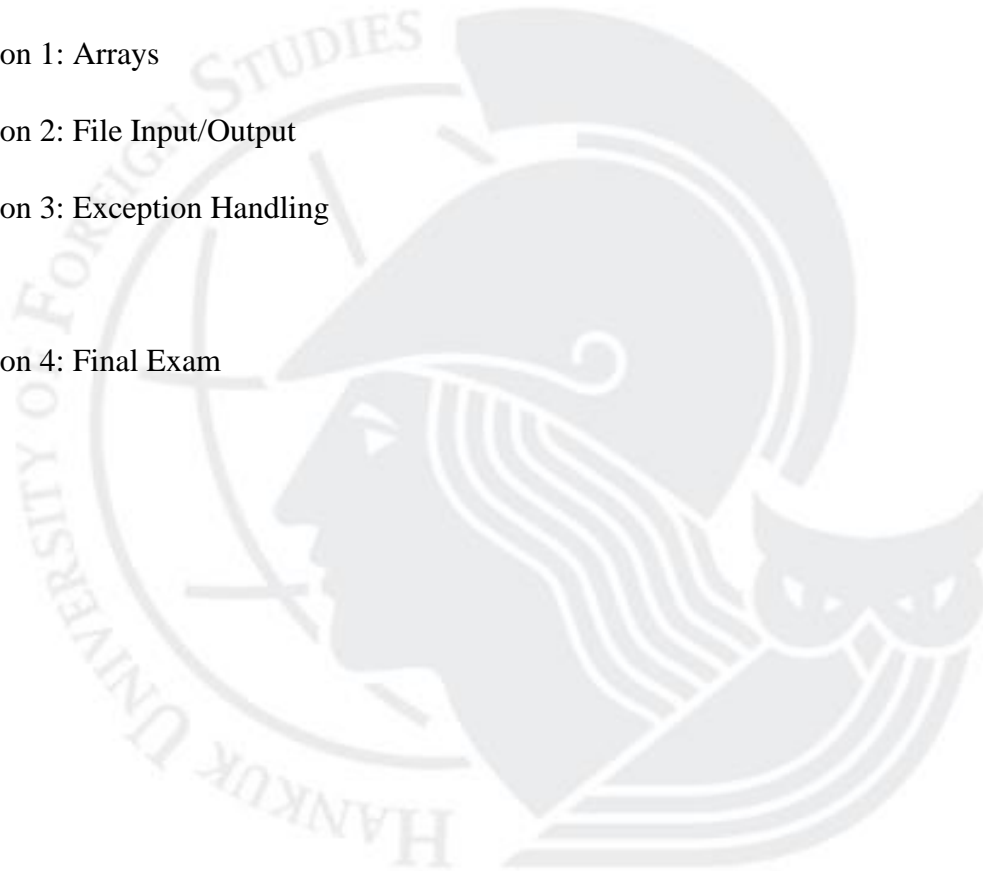 on 1: Arrays
on 2: File Input/Output
on 3: Exception Handling
on 4: Final Exam
HANKUK UNIVERSITY OF FOREIGN STUDIES